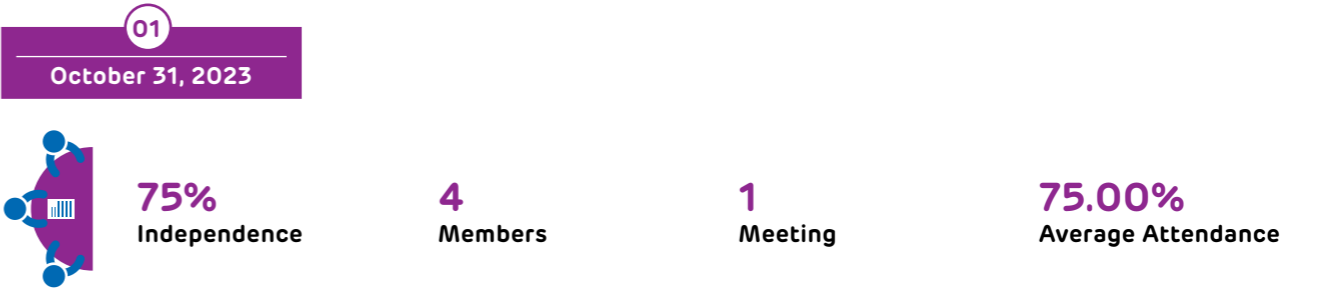 01
October 31, 2023
75%
Independence
4
Members
1
Meeting
75.00%
Average Attendance